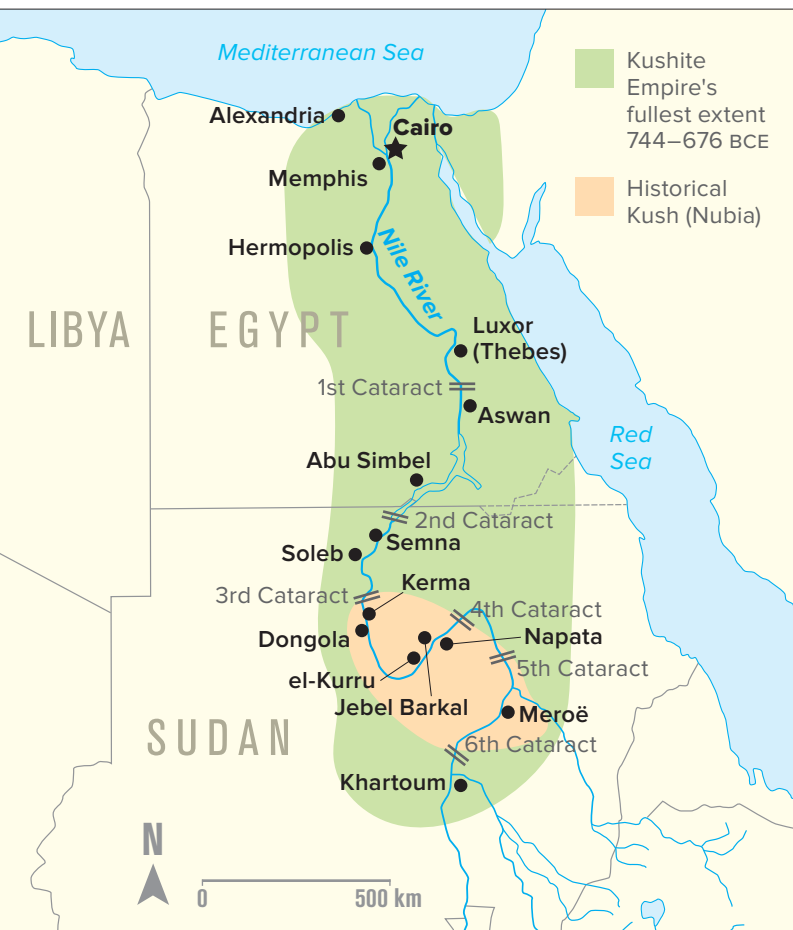 Mediterranean Sea
Kushite
Empire's
fullest extent
744–676 BCE
Historical
Kush (Nubia)
Alexandria
Cairo
Memphis
Hermopolis
Nile River
LIBYA
EGYPT
Luxor
(Thebes)
1st Cataract
Aswan
Red
Sea
Abu Simbel
2nd Cataract
Semna
Soleb
3rd Cataract
Kerma
4th Cataract
Dongola
Napata
5th Cataract
el-Kurru
Jebel Barkal
Meroë
SUDAN
6th Cataract
Khartoum
N
0
500 km